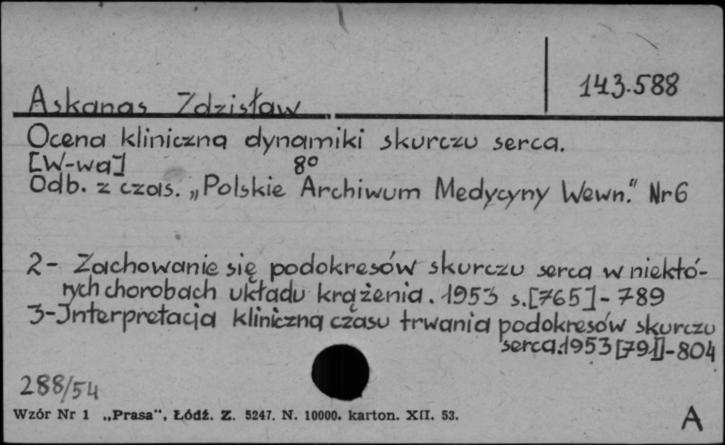 143.588
Askanas Zdzisław
Ocena kliniczna dynamiki skurczu serca.
[W-wa] 8°
Odb. z czas. „Polskie Archiwum Medycyny Wewn." Nr 6
2- Zachowanie się podokresów skurczu serca w niektó-
rych chorobach układu krążenia. 1953 s.[765]-789
3-Interpretacja kliniczna czasu trwania podokresów skurczu
serca.1953[791]-804
288/54
Wzór Nr 1 „Prasa", Łódź. Z. 5247. N. 10000. karton. XII. 53.
A